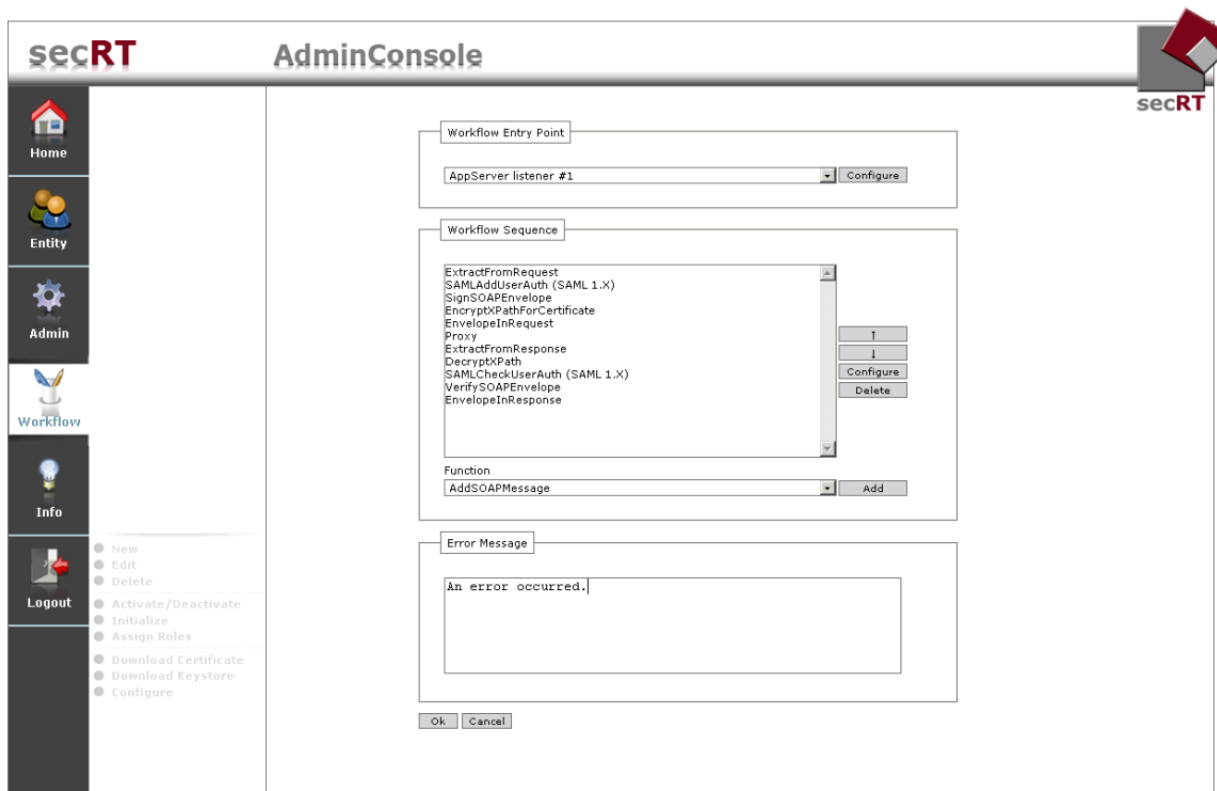 secRT
AdminConsole
secRT
Home
Entity
Admin
Workflow
Info
Logout
New
Edit
Delete
Activate/Deactivate
Initialize
Assign Roles
Download Certificate
Download Keystore
Configure
Workflow Entry Point
AppServer listener #1
Configure
Workflow Sequence
ExtractFromRequest
SAMLAddUserAuth (SAML 1.X)
SignSOAPEnvelope
EncryptXPathForCertificate
EnvelopeInRequest
Proxy
ExtractFromResponse
DecryptXPath
SAMLCheckUserAuth (SAML 1.X)
VerifySOAPEnvelope
EnvelopeInResponse
↑
↓
Configure
Delete
Function
AddSOAPMessage
Add
Error Message
An error occurred.
Ok
Cancel